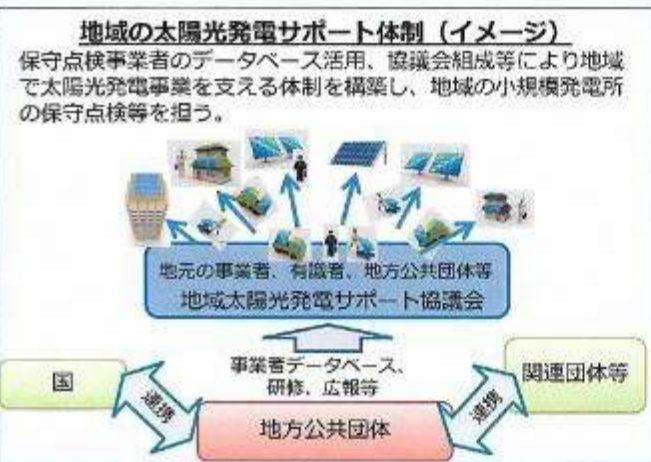 地域の太陽光発電サポート体制（イメージ）
保守点検事業者のデータベース活用、協議会組成等により地域
で太陽光発電事業を支える体制を構築し、地域の小規模発電所
の保守点検等を担う。
地元の事業者、有識者、地方公共団体等
地域太陽光発電サポート協議会
事業者データベース、
研修、広報等
国
連携
地方公共団体
連携
関連団体等